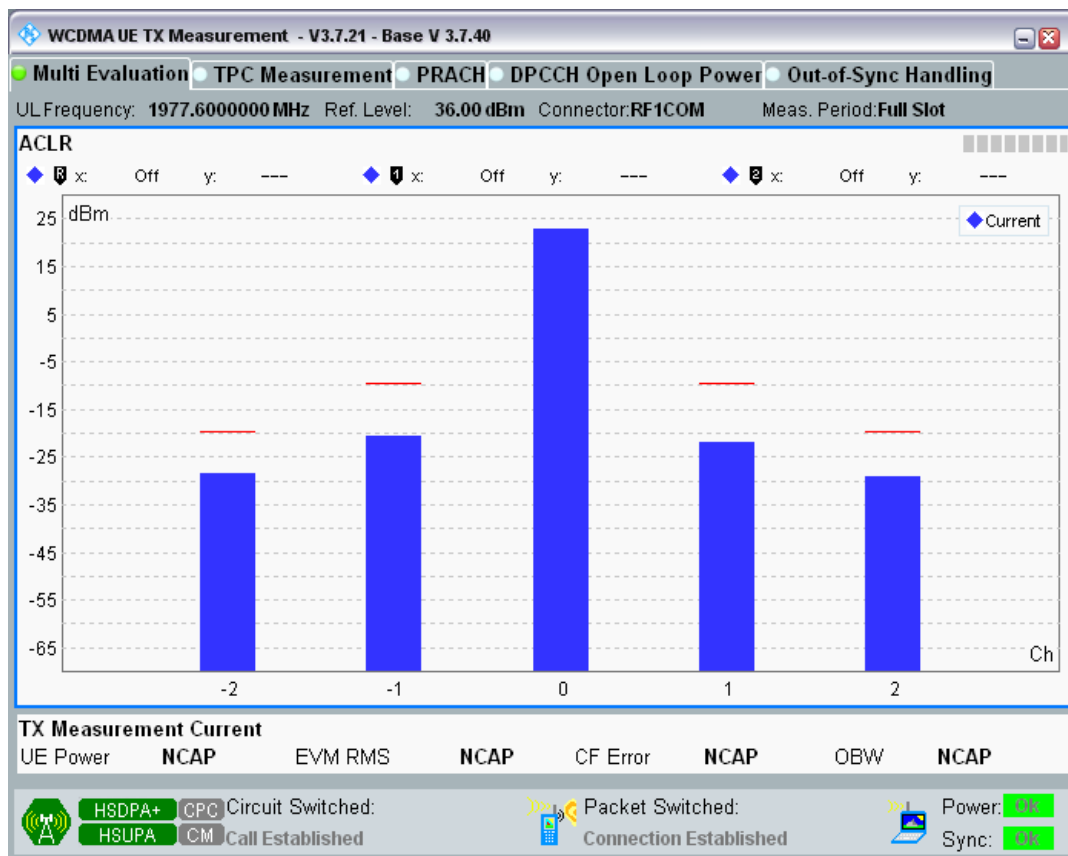 WCDMA UE TX Measurement - V3.7.21 - Base V 3.7.40
Multi Evaluation TPC Measurement PRACH DPCCH Open Loop Power Out-of-Sync Handling
UL Frequency: 1977.6000000 MHz Ref. Level: 36.00 dBm Connector:RF1COM Meas. Period:Full Slot
ACLR
R x: Off y: --- 1 x: Off y: --- 2 x: Off y: ---
dBm
Current
25
15
5
-5
-15
-25
-35
-45
-55
-65
Ch
-2 -1 0 1 2
TX Measurement Current
UE Power NCAP EVM RMS NCAP CF Error NCAP OBW NCAP
HSDPA+ CPC Circuit Switched: Packet Switched: Power: OK
HSUPA CM Call Established Connection Established Sync: OK